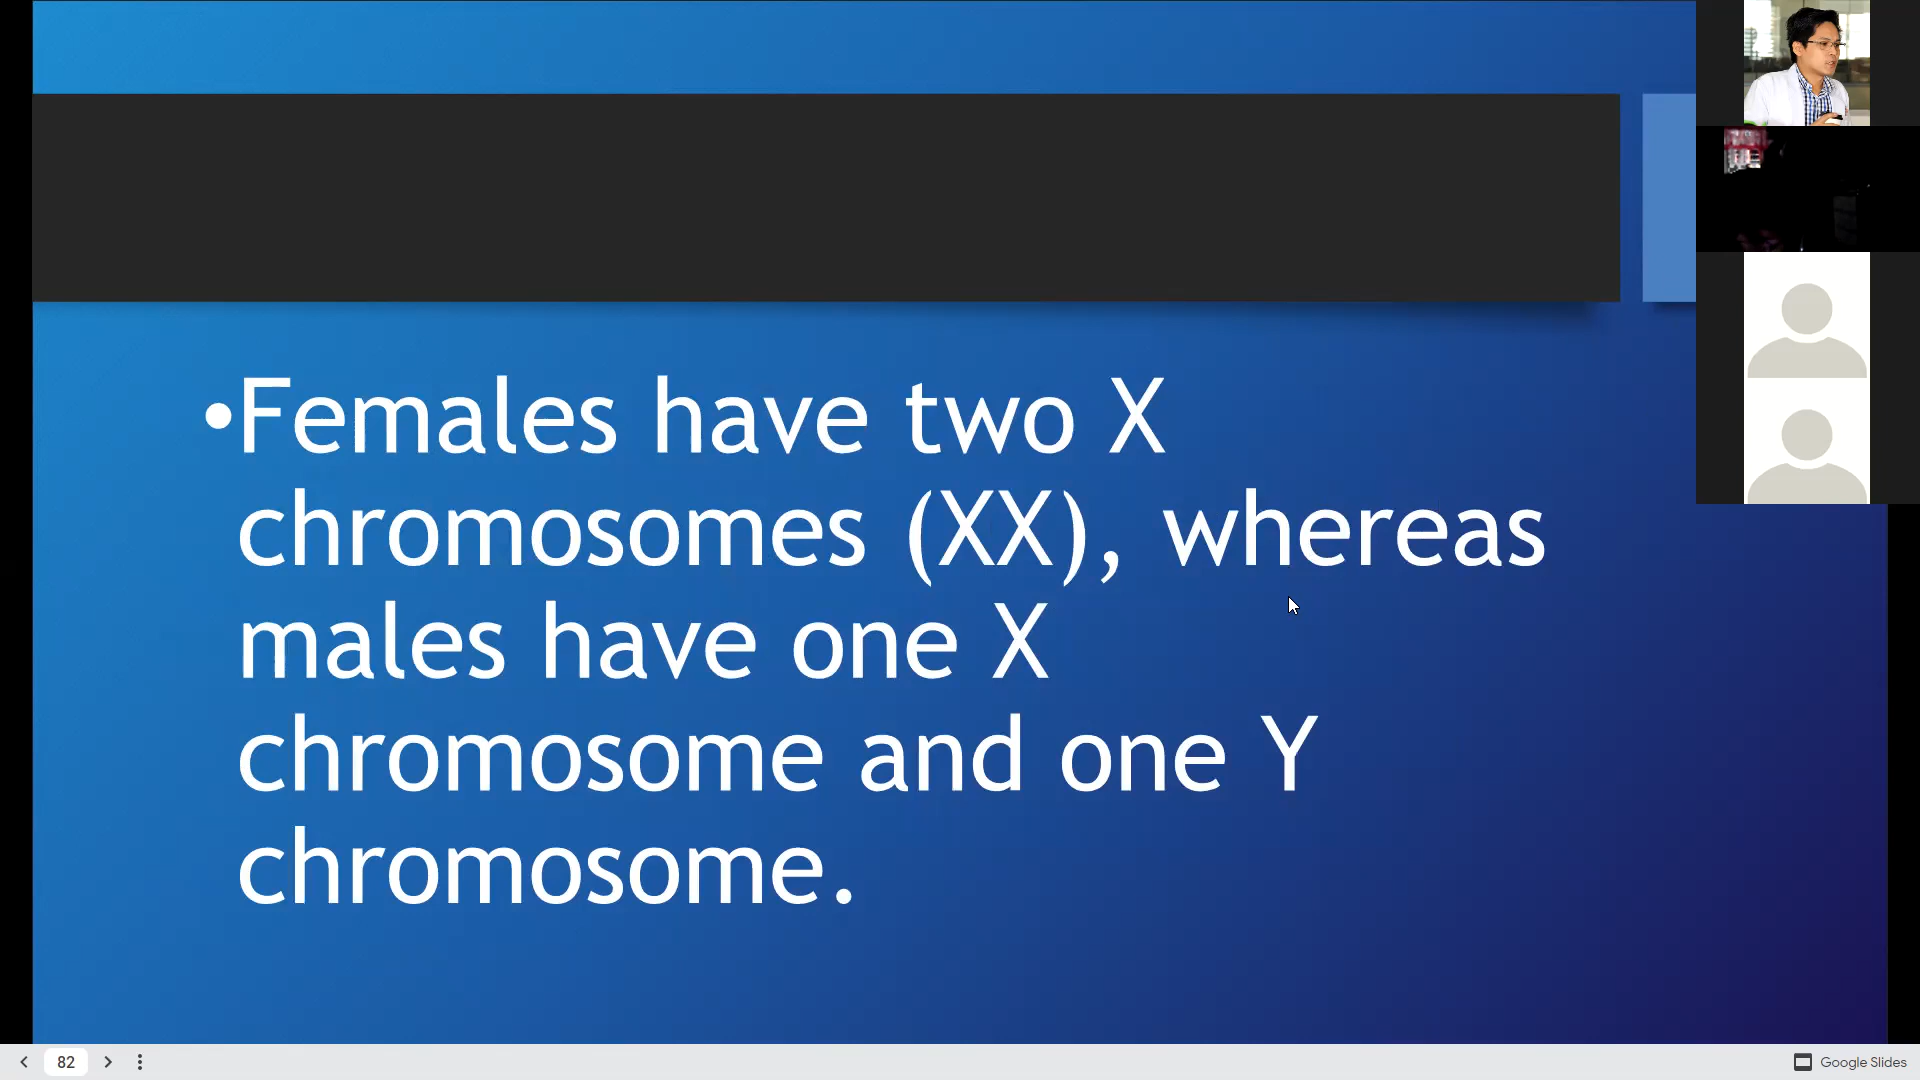 •Females have two X
chromosomes (XX), whereas
males have one X
chromosome and one Y
chromosome.
82
Google Slides